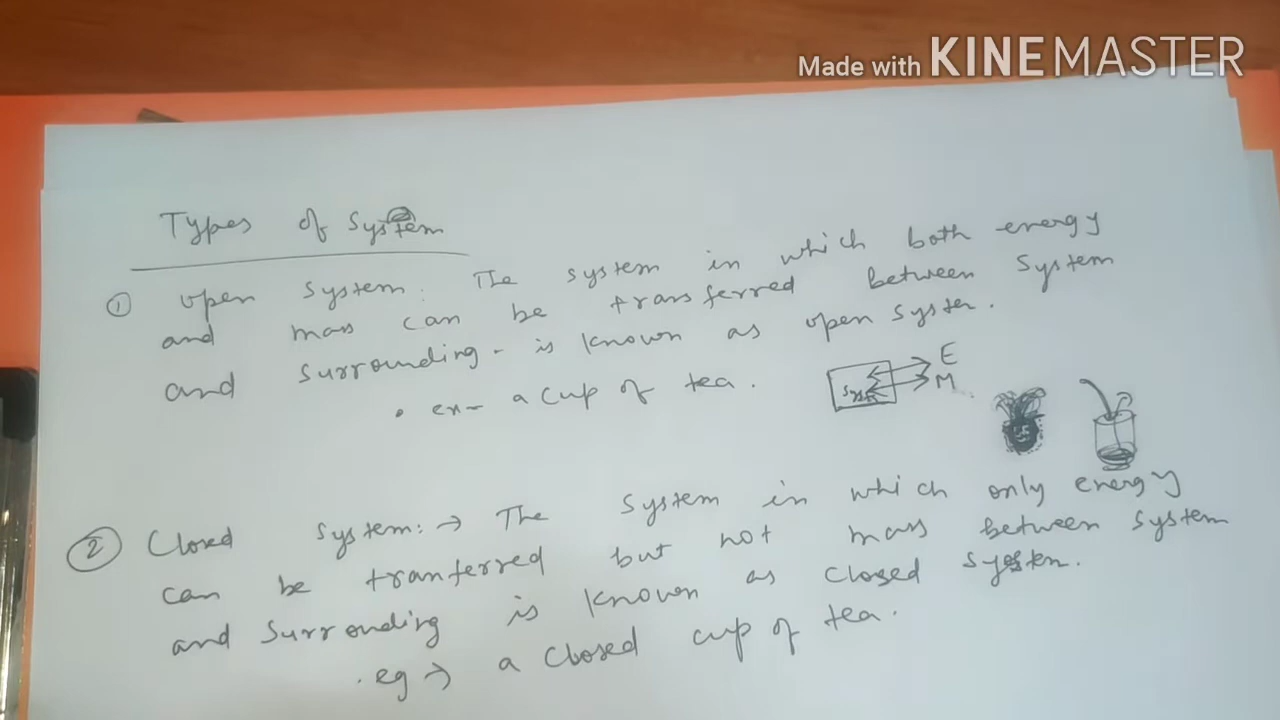 Made with KINEMASTER
Types of System
① open system: The system in which both energy
and mass can be transferred between system
and surrounding - is known as open system.
• ex- a cup of tea.
Sys E
M
② Closed system: → The system in which only energy
can be tranferred but not mass between system
and surronding is known as closed system.
. eg → a closed cup of tea.